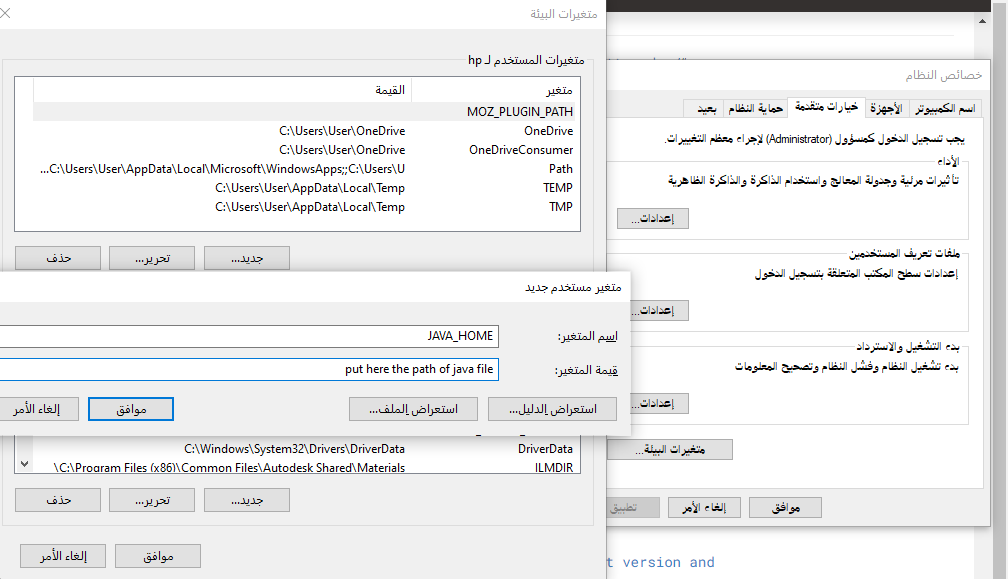 متغيرات البيئة
متغيرات المستخدم لـ hp
متغير القيمة
MOZ_PLUGIN_PATH
OneDrive C:\Users\User\OneDrive
OneDriveConsumer C:\Users\User\OneDrive
Path C:\Users\User\AppData\Local\Microsoft\WindowsApps;;C:\Users\U...
TEMP C:\Users\User\AppData\Local\Temp
TMP C:\Users\User\AppData\Local\Temp
جديد... تحرير... حذف
متغير مستخدم جديد
اسم المتغير: JAVA_HOME
قيمة المتغير: put here the path of java file
استعراض الدليل... استعراض الملف... موافق إلغاء الأمر
DriverData C:\Windows\System32\Drivers\DriverData
ILMDIR C:\Program Files (x86)\Common Files\Autodesk Shared\Materials\
جديد... تحرير... حذف
موافق إلغاء الأمر
خصائص النظام
اسم الكمبيوتر الأجهزة خيارات متقدمة حماية النظام بعيد
يجب تسجيل الدخول كمسؤول (Administrator) لإجراء معظم التغييرات.
الأداء
تأثيرات مرئية وجدولة المعالج واستخدام الذاكرة والذاكرة الظاهرية
إعدادات...
ملفات تعريف المستخدمين
إعدادات سطح المكتب المتعلقة بتسجيل الدخول
إعدادات...
بدء التشغيل والاسترداد
بدء تشغيل النظام وفشل النظام وتصحيح المعلومات
إعدادات...
متغيرات البيئة...
موافق إلغاء الأمر تطبيق
t version and